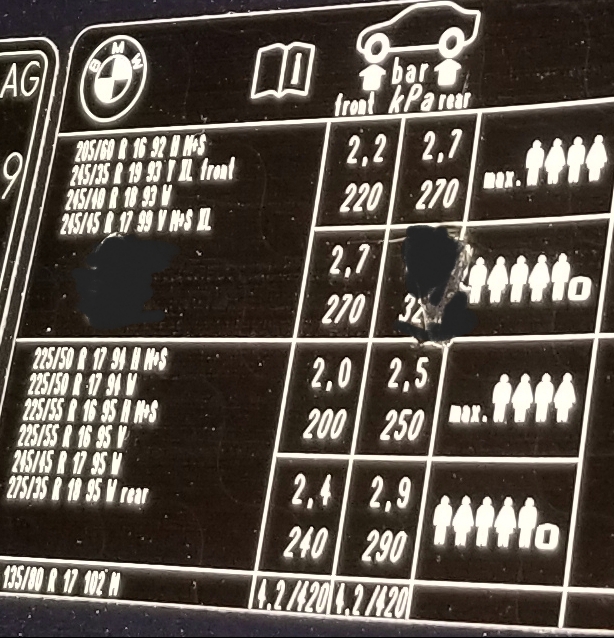 AG
9
BMW
bar
front kPa rear
205/60 R 16 92 H M+S
245/35 R 19 93 Y XL front
245/40 R 18 93 W
245/45 R 17 99 V M+S XL
2,2 2,7
220 270
max.
2,7
270 32
225/50 R 17 94 H M+S
225/50 R 17 94 W
225/55 R 16 95 H M+S
225/55 R 16 95 V
245/45 R 17 95 W
275/35 R 18 95 V rear
2,0 2,5
200 250
max.
2,4 2,9
240 290
135/80 R 17 102 M
4,2/420 4,2/420